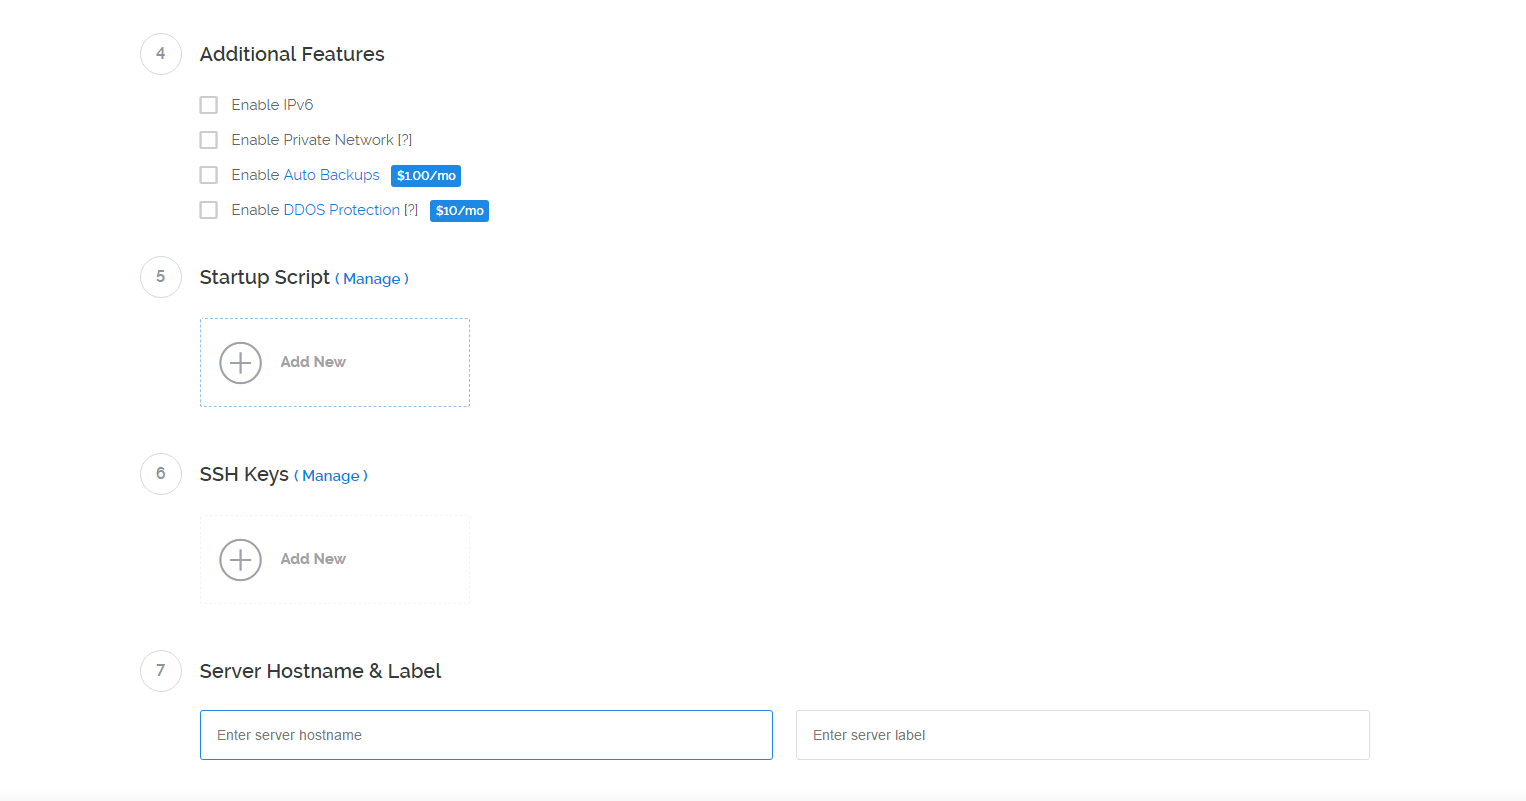 4 Additional Features
Enable IPv6
Enable Private Network [?]
Enable Auto Backups $1.00/mo
Enable DDOS Protection [?] $10/mo
5 Startup Script ( Manage )
Add New
6 SSH Keys ( Manage )
Add New
7 Server Hostname & Label
Enter server hostname Enter server label